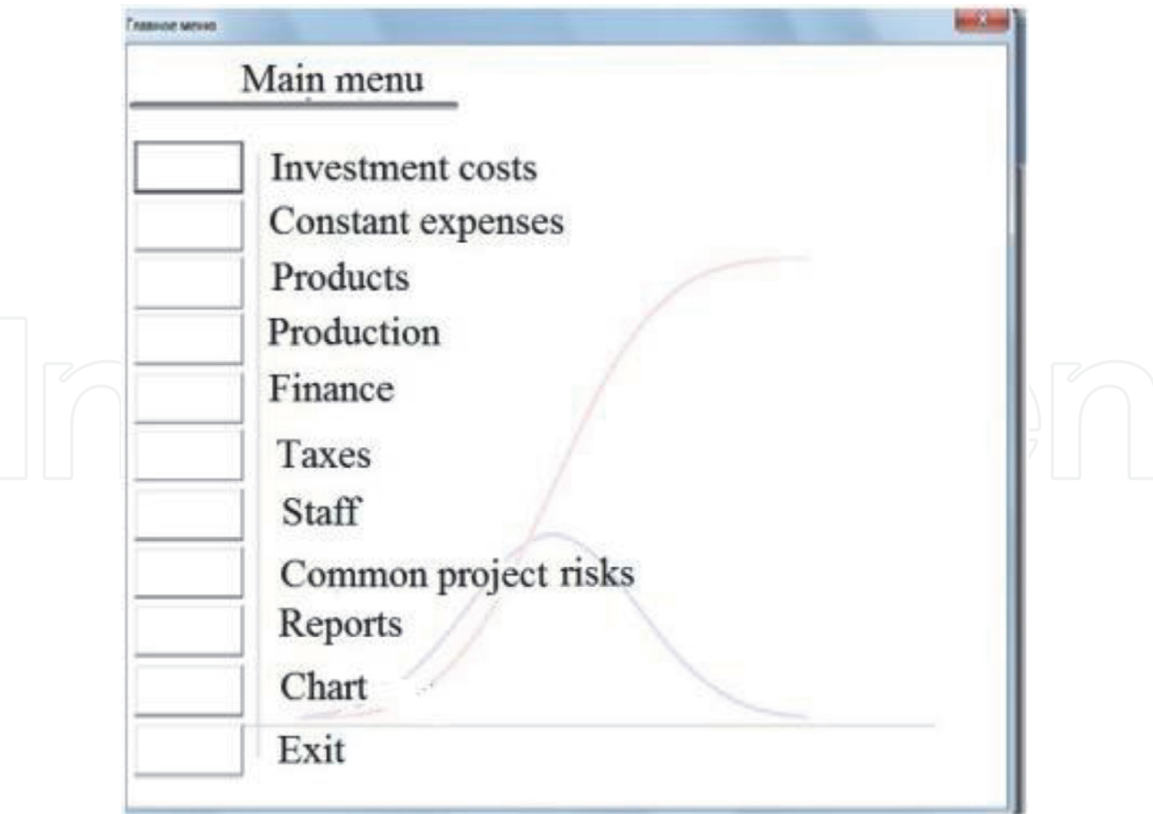 Главное меню
Main menu
Investment costs
Constant expenses
Products
Production
Finance
Taxes
Staff
Common project risks
Reports
Chart
Exit